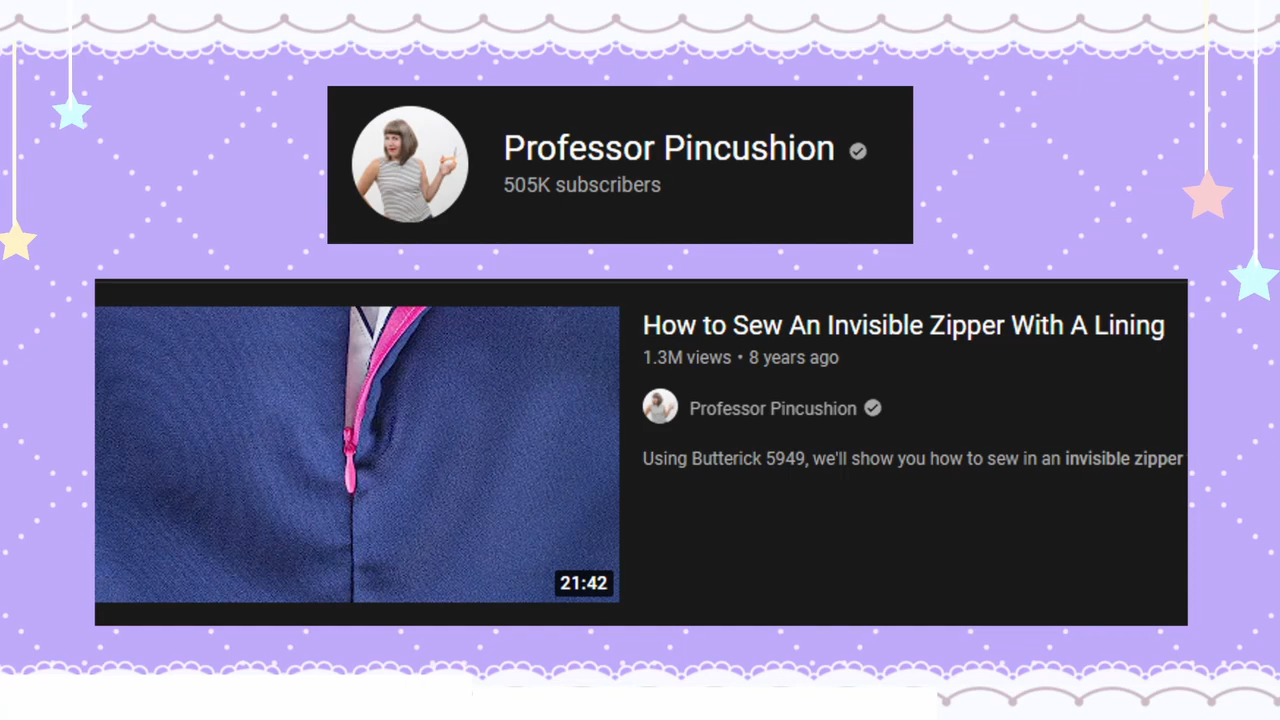 Professor Pincushion
505K subscribers
How to Sew An Invisible Zipper With A Lining
1.3M views • 8 years ago
Professor Pincushion
Using Butterick 5949, we'll show you how to sew in an invisible zipper
21:42